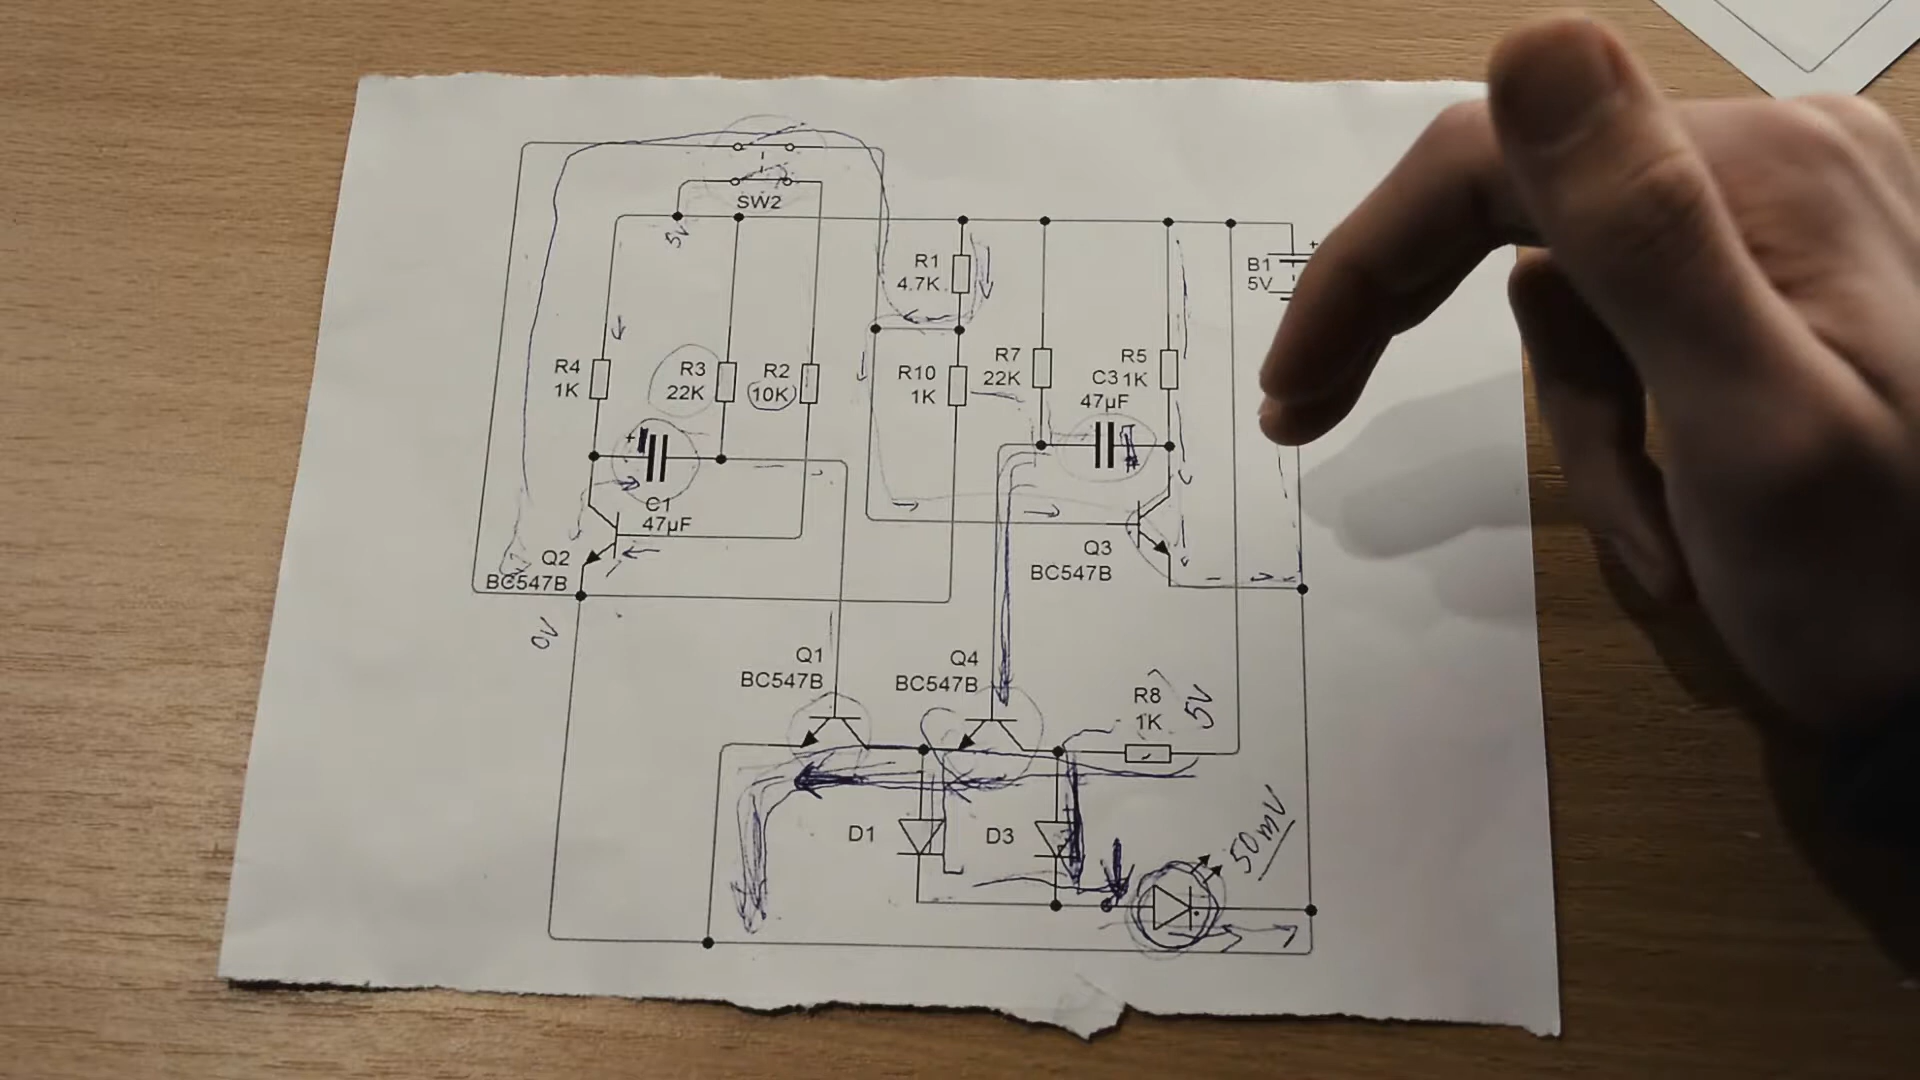 SW2
5V
R1
4.7K
+
B1
5V
R4
1K
R3
22K
R2
10K
R10
1K
R7
22K
R5
1K
C3
47µF
+
C1
47µF
Q2
BC547B
Q3
BC547B
0V
Q1
BC547B
Q4
BC547B
R8
1K
5V
D1
D3
50mV